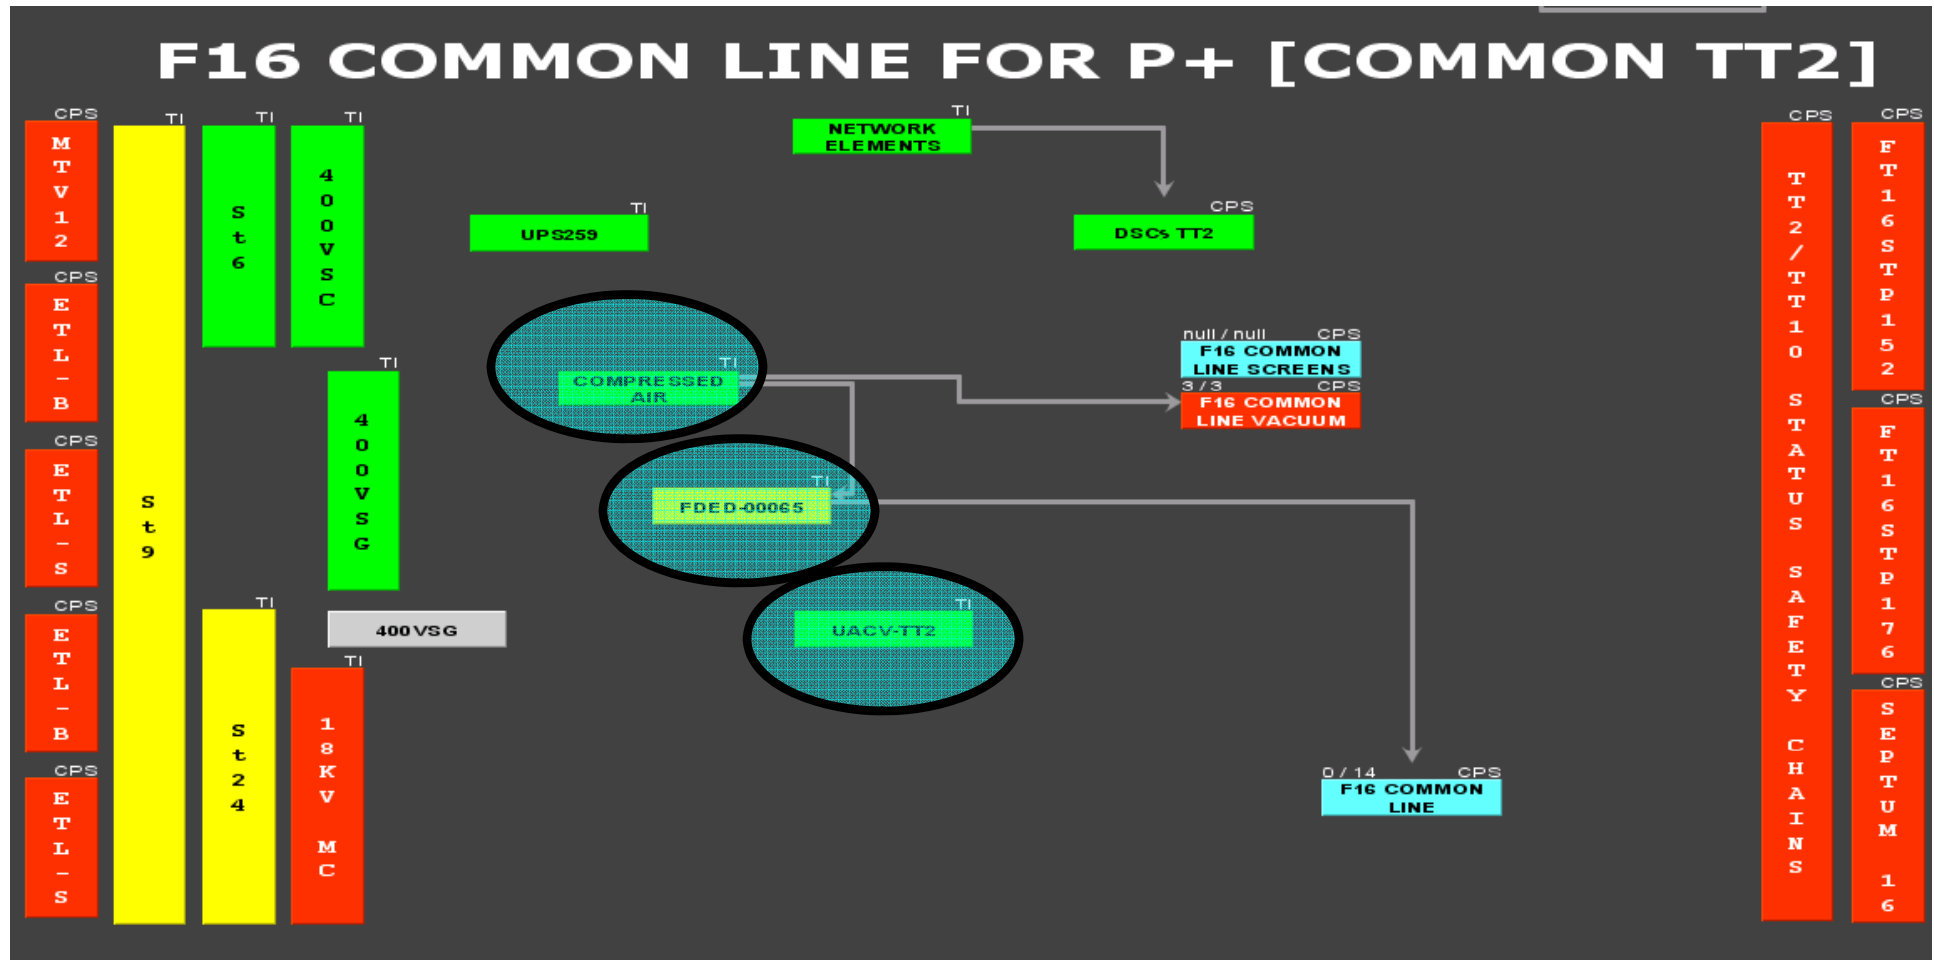 F16 COMMON LINE FOR P+ [COMMON TT2]
CPS
MTV12
CPS
ETL-B
CPS
ETL-S
CPS
ETL-B
CPS
ETL-S
TI
St9
TI
St6
TI
400VSC
TI
400VSG
400VSG
TI
St24
TI
18KV MC
TI
UPS259
TI
NETWORK
ELEMENTS
CPS
DSCs TT2
TI
COMPRESSED
AIR
TI
FDED-00065
TI
UACV-TT2
null / null CPS
F16 COMMON
LINE SCREENS
3 / 3 CPS
F16 COMMON
LINE VACUUM
0 / 14 CPS
F16 COMMON
LINE
CPS
TT2/TT10 STATUS SAFETY CHAINS
CPS
FT16STP152
CPS
FT16STP176
CPS
SEPTUM 16